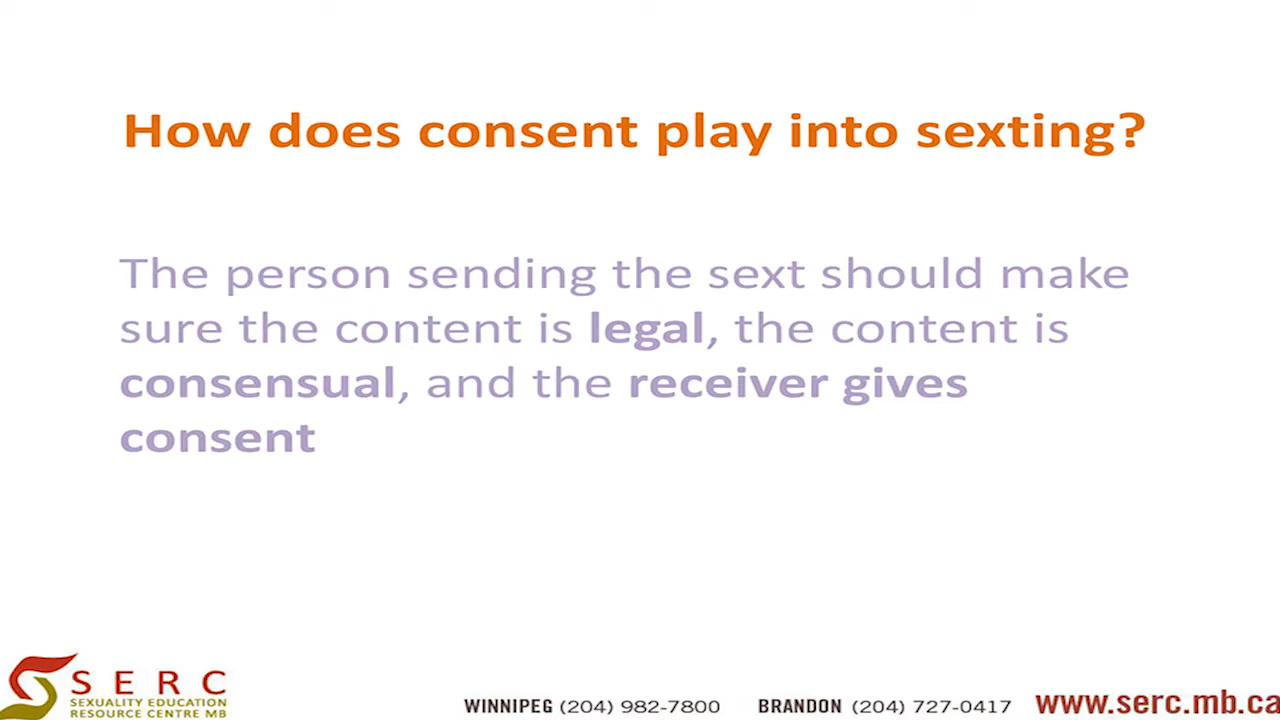 How does consent play into sexting?
The person sending the sext should make
sure the content is legal, the content is
consensual, and the receiver gives
consent
SERC
SEXUALITY EDUCATION
RESOURCE CENTRE MB
WINNIPEG (204) 982-7800 BRANDON (204) 727-0417 www.serc.mb.ca